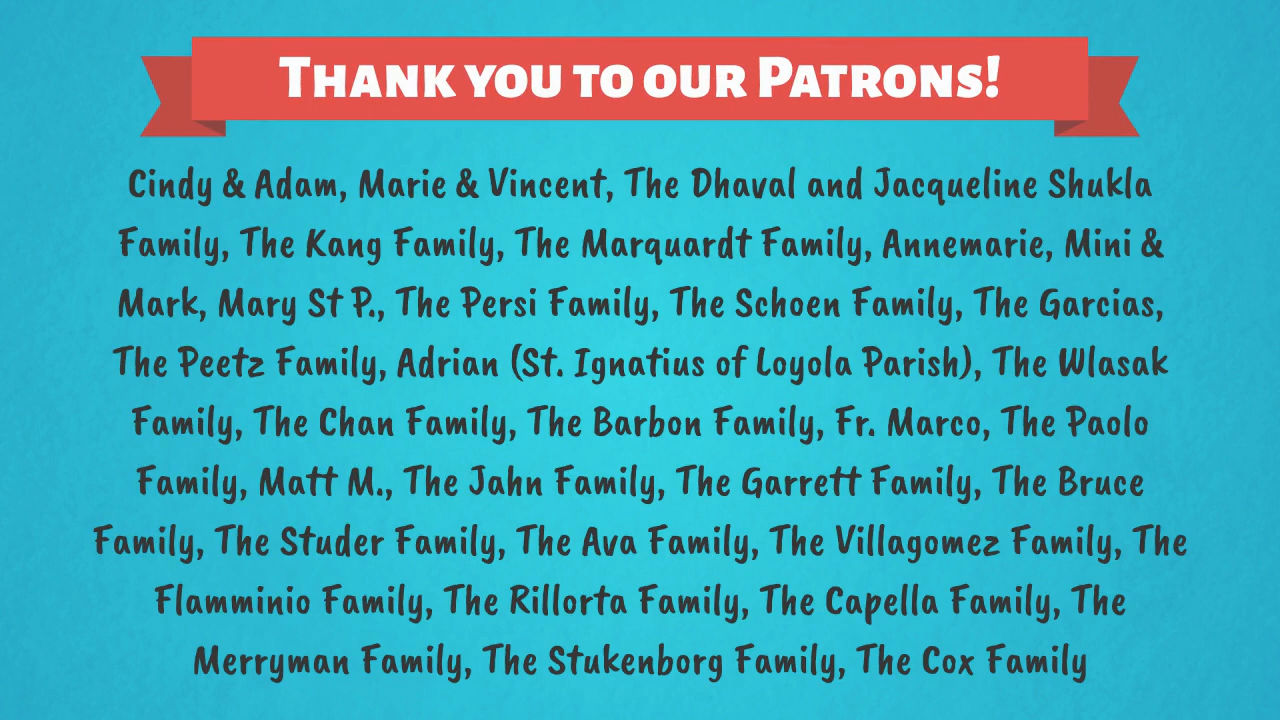 Thank you to our Patrons!
Cindy & Adam, Marie & Vincent, The Dhaval and Jacqueline Shukla
Family, The Kang Family, The Marquardt Family, Annemarie, Mini &
Mark, Mary St P., The Persi Family, The Schoen Family, The Garcias,
The Peetz Family, Adrian (St. Ignatius of Loyola Parish), The Wlasak
Family, The Chan Family, The Barbon Family, Fr. Marco, The Paolo
Family, Matt M., The Jahn Family, The Garrett Family, The Bruce
Family, The Studer Family, The Ava Family, The Villagomez Family, The
Flamminio Family, The Rillorta Family, The Capella Family, The
Merryman Family, The Stukenborg Family, The Cox Family